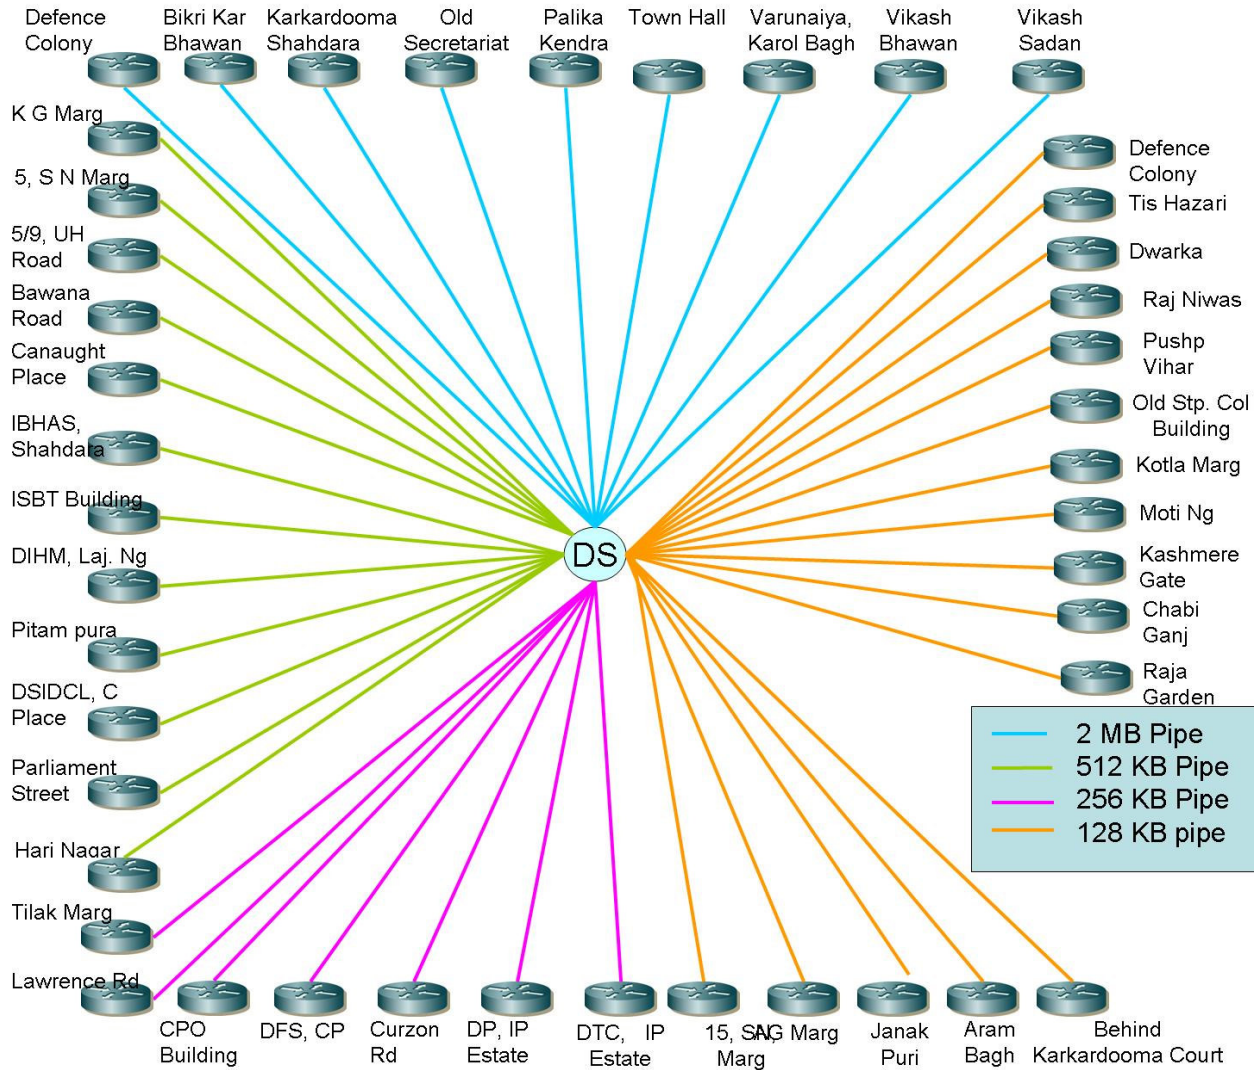 Defence
Colony
Bikri Kar
Bhawan
Karkardooma
Shahdara
Old
Secretariat
Palika
Kendra
Town Hall
Varunaiya,
Karol Bagh
Vikash
Bhawan
Vikash
Sadan
K G Marg
5, S N Marg
5/9, UH
Road
Bawana
Road
Canaught
Place
IBHAS,
Shahdara
ISBT Building
DIHM, Laj. Ng
Pitam pura
DSIDCL, C
Place
Parliament
Street
Hari Nagar
Tilak Marg
Lawrence Rd
DS
Defence
Colony
Tis Hazari
Dwarka
Raj Niwas
Pushp
Vihar
Old Stp. Col
Building
Kotla Marg
Moti Ng
Kashmere
Gate
Chabi
Ganj
Raja
Garden
2 MB Pipe
512 KB Pipe
256 KB Pipe
128 KB pipe
CPO
Building
DFS, CP
Curzon
Rd
DP, IP
Estate
DTC, IP
Estate
15, SN,
Marg
AG Marg
Janak
Puri
Aram
Bagh
Behind
Karkardooma Court